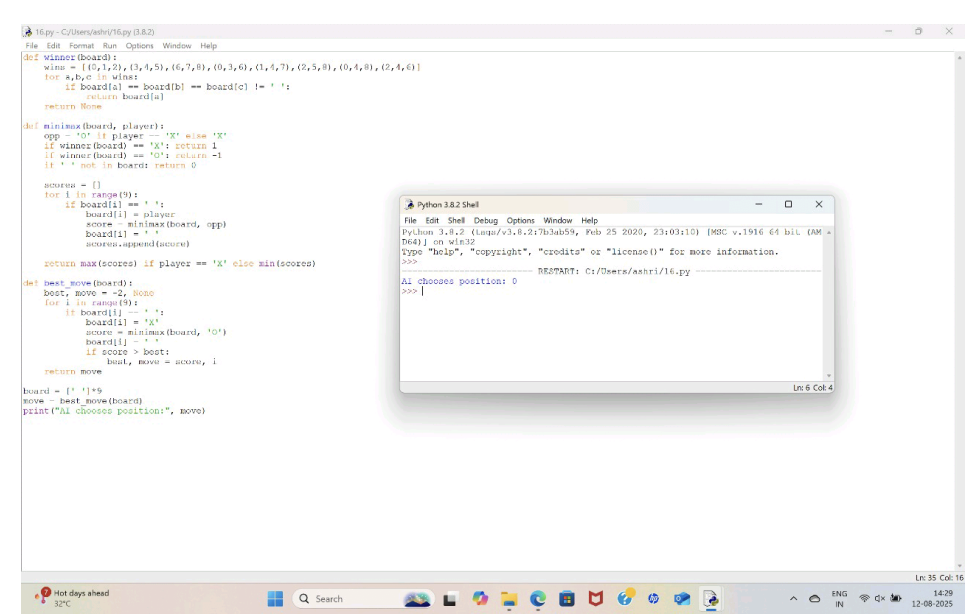 16.py - C:/Users/ashri/16.py (3.8.2)
File Edit Format Run Options Window Help
def winner(board):
    wins = [(0,1,2),(3,4,5),(6,7,8),(0,3,6),(1,4,7),(2,5,8),(0,4,8),(2,4,6)]
    for a,b,c in wins:
        if board[a] == board[b] == board[c] != ' ':
            return board[a]
    return None
def minimax(board, player):
    opp = 'O' if player == 'X' else 'X'
    if winner(board) == 'X': return 1
    if winner(board) == 'O': return -1
    if ' ' not in board: return 0
    scores = []
    for i in range(9):
        if board[i] == ' ':
            board[i] = player
            score = minimax(board, opp)
            board[i] = ' '
            scores.append(score)
    return max(scores) if player == 'X' else min(scores)
def best_move(board):
    best, move = -2, None
    for i in range(9):
        if board[i] == ' ':
            board[i] = 'X'
            score = minimax(board, 'O')
            board[i] = ' '
            if score > best:
                best, move = score, i
    return move
board = [' ']*9
move = best_move(board)
print("AI chooses position:", move)
Python 3.8.2 Shell
File Edit Shell Debug Options Window Help
Python 3.8.2 (tags/v3.8.2:7b3ab59, Feb 25 2020, 23:03:10) [MSC v.1916 64 bit (AM
D64)] on win32
Type "help", "copyright", "credits" or "license()" for more information.
>>>
RESTART: C:/Users/ashri/16.py
AI chooses position: 0
>>>
Ln: 6 Col: 4
Ln: 35 Col: 16
Hot days ahead
32°C
Search
ENG
IN
14:29
12-08-2025